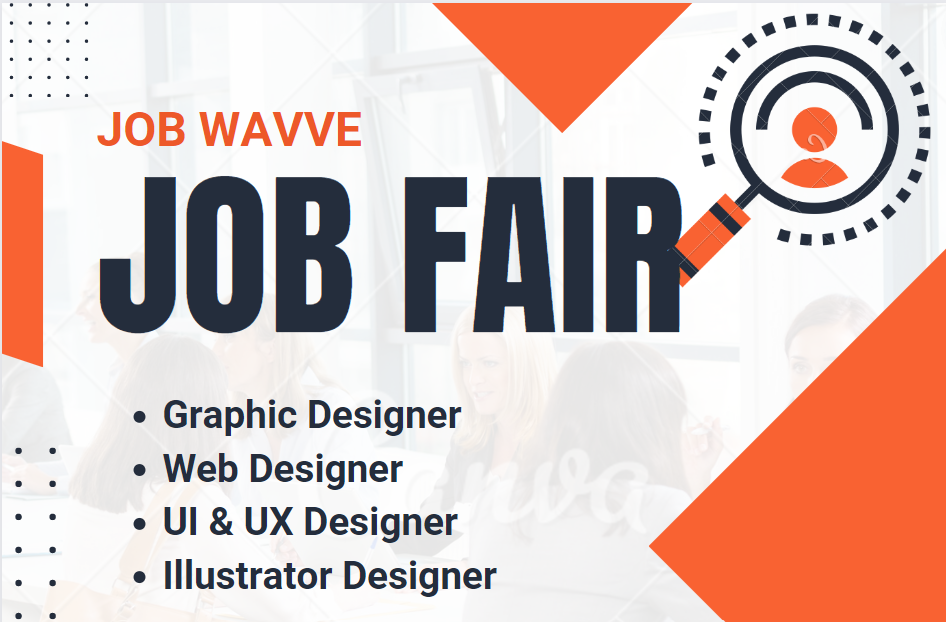 JOB WAVVE
JOB FAIR
• Graphic Designer
• Web Designer
• UI & UX Designer
• Illustrator Designer